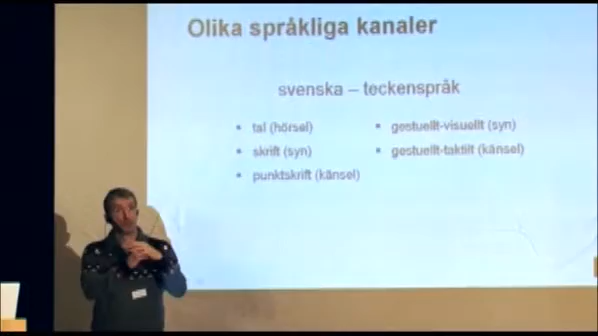 Olika språkliga kanaler
svenska – teckenspråk
▪ tal (hörsel)
▪ skrift (syn)
▪ punktskrift (känsel)
▪ gestuellt-visuellt (syn)
▪ gestuellt-taktilt (känsel)